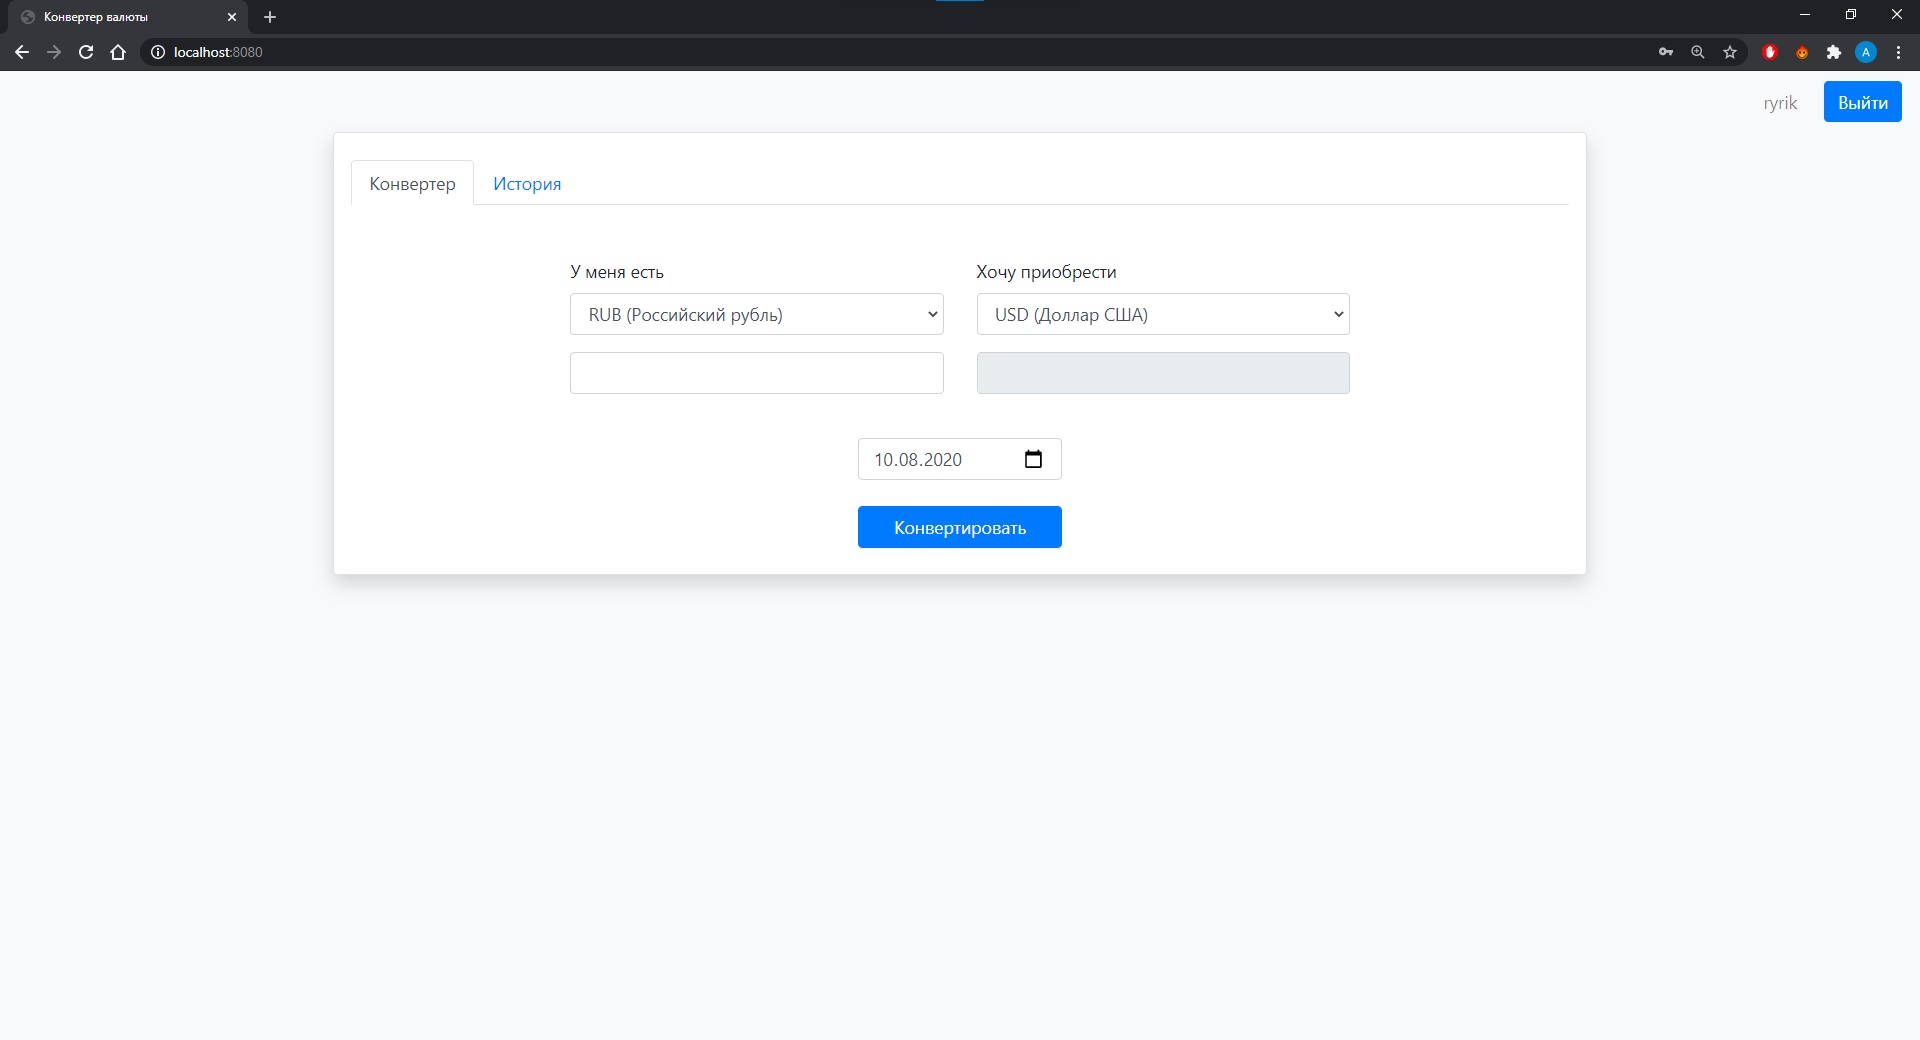 Конвертер валюты
localhost:8080
A
ryrik
Выйти
Конвертер
История
У меня есть
Хочу приобрести
RUB (Российский рубль)
USD (Доллар США)
10.08.2020
Конвертировать